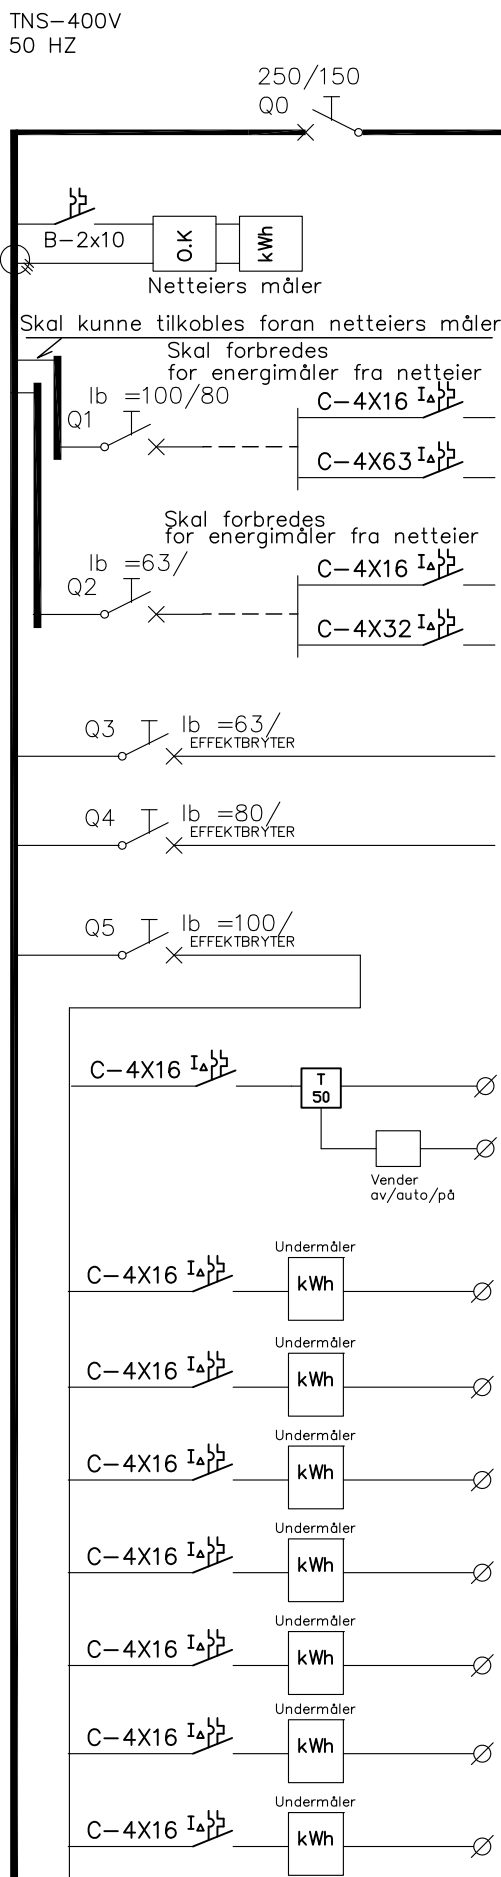 TNS-400V
50 HZ
250/150
Q0
B-2x10
O.K
kWh
Netteiers måler
Skal kunne tilkobles foran netteiers måler
Skal forbredes
for energimåler fra netteier
Ib =100/80
Q1
C-4X16 I∆
C-4X63 I∆
Skal forbredes
for energimåler fra netteier
Ib =63/
Q2
C-4X16 I∆
C-4X32 I∆
Q3
Ib =63/
EFFEKTBRYTER
Q4
Ib =80/
EFFEKTBRYTER
Q5
Ib =100/
EFFEKTBRYTER
C-4X16 I∆
T
50
Vender
av/auto/på
Undermåler
C-4X16 I∆
kWh
Undermåler
C-4X16 I∆
kWh
Undermåler
C-4X16 I∆
kWh
Undermåler
C-4X16 I∆
kWh
Undermåler
C-4X16 I∆
kWh
Undermåler
C-4X16 I∆
kWh
Undermåler
C-4X16 I∆
kWh